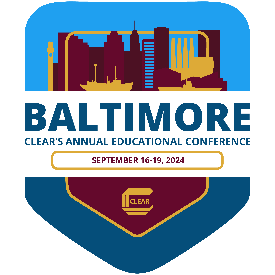 BALTIMORE
CLEAR'S ANNUAL EDUCATIONAL CONFERENCE
SEPTEMBER 16-19, 2024
CLEAR